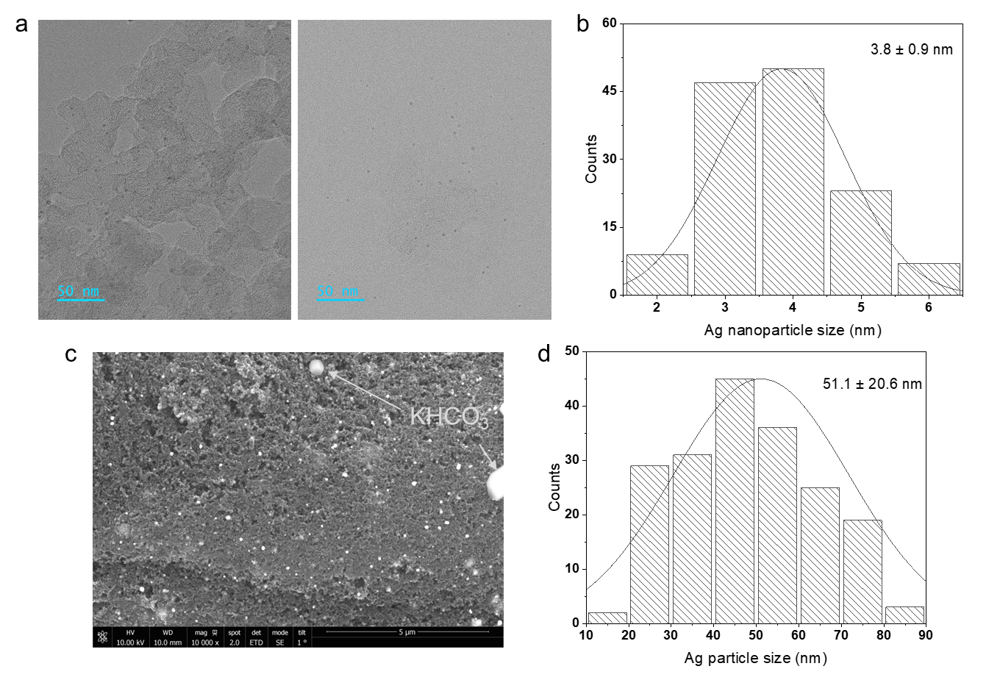 a
50 nm
50 nm
b
60
45
30
15
0
Counts
3.8 ± 0.9 nm
2 3 4 5 6
Ag nanoparticle size (nm)
c
KHCO₃
HV WD mag spot det mode tilt
10.00 kV 10.0 mm 10 000 x 2.0 ETD SE 1 °
5 µm
d
50
40
30
20
10
0
Counts
51.1 ± 20.6 nm
10 20 30 40 50 60 70 80 90
Ag particle size (nm)